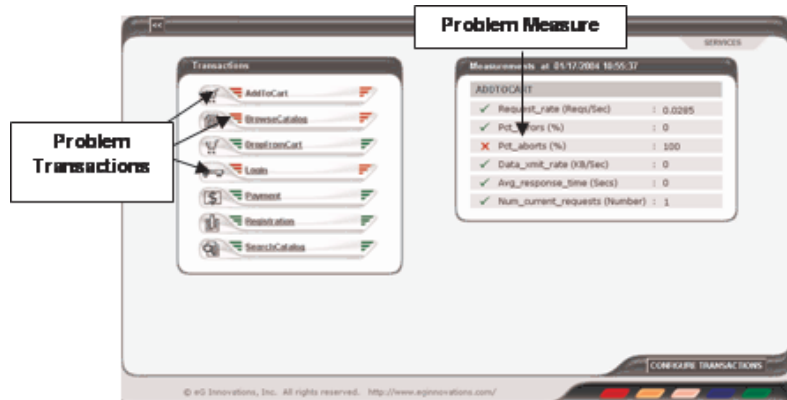 <<
Problem Measure
SERVICES
Transactions
Measurements at 01/17/2004 10:55:37
AddToCart
BrowseCatalog
DropFromCart
Login
Payment
Registration
SearchCatalog
Problem
Transactions
ADDTOCART
Request_rate (Reqs/Sec) : 0.0285
Pct_errors (%) : 0
Pct_aborts (%) : 100
Data_xmit_rate (KB/Sec) : 0
Avg_response_time (Secs) : 0
Num_current_requests (Number) : 1
CONFIGURE TRANSACTIONS
© eG Innovations, Inc. All rights reserved. http://www.eginnovations.com/